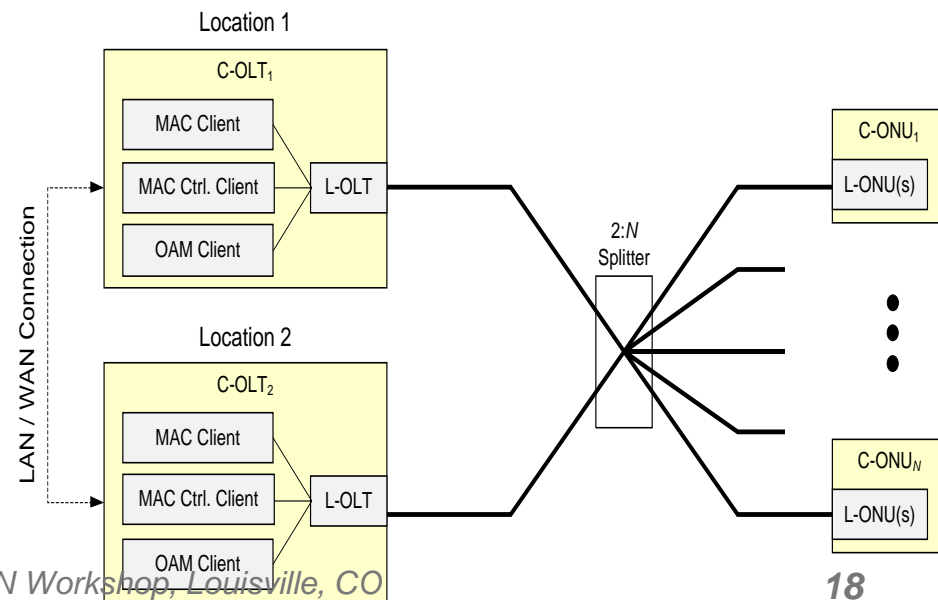 Location 1
C-OLT₁
MAC Client
MAC Ctrl. Client
OAM Client
L-OLT
LAN / WAN Connection
Location 2
C-OLT₂
MAC Client
MAC Ctrl. Client
OAM Client
L-OLT
2:N
Splitter
C-ONU₁
L-ONU(s)
C-ONU_N
L-ONU(s)
N Workshop, Louisville, CO
18